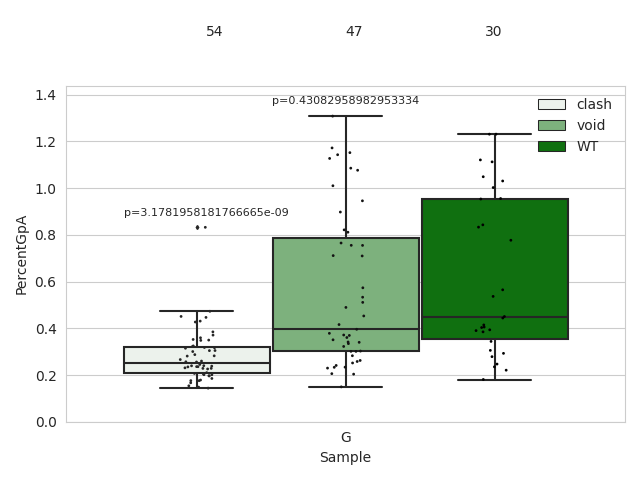 54 47 30
1.4
1.2
1.0
0.8
0.6
0.4
0.2
0.0
PercentGpA
p=3.1781958181766665e-09
p=0.43082958982953334
clash
void
WT
G
Sample